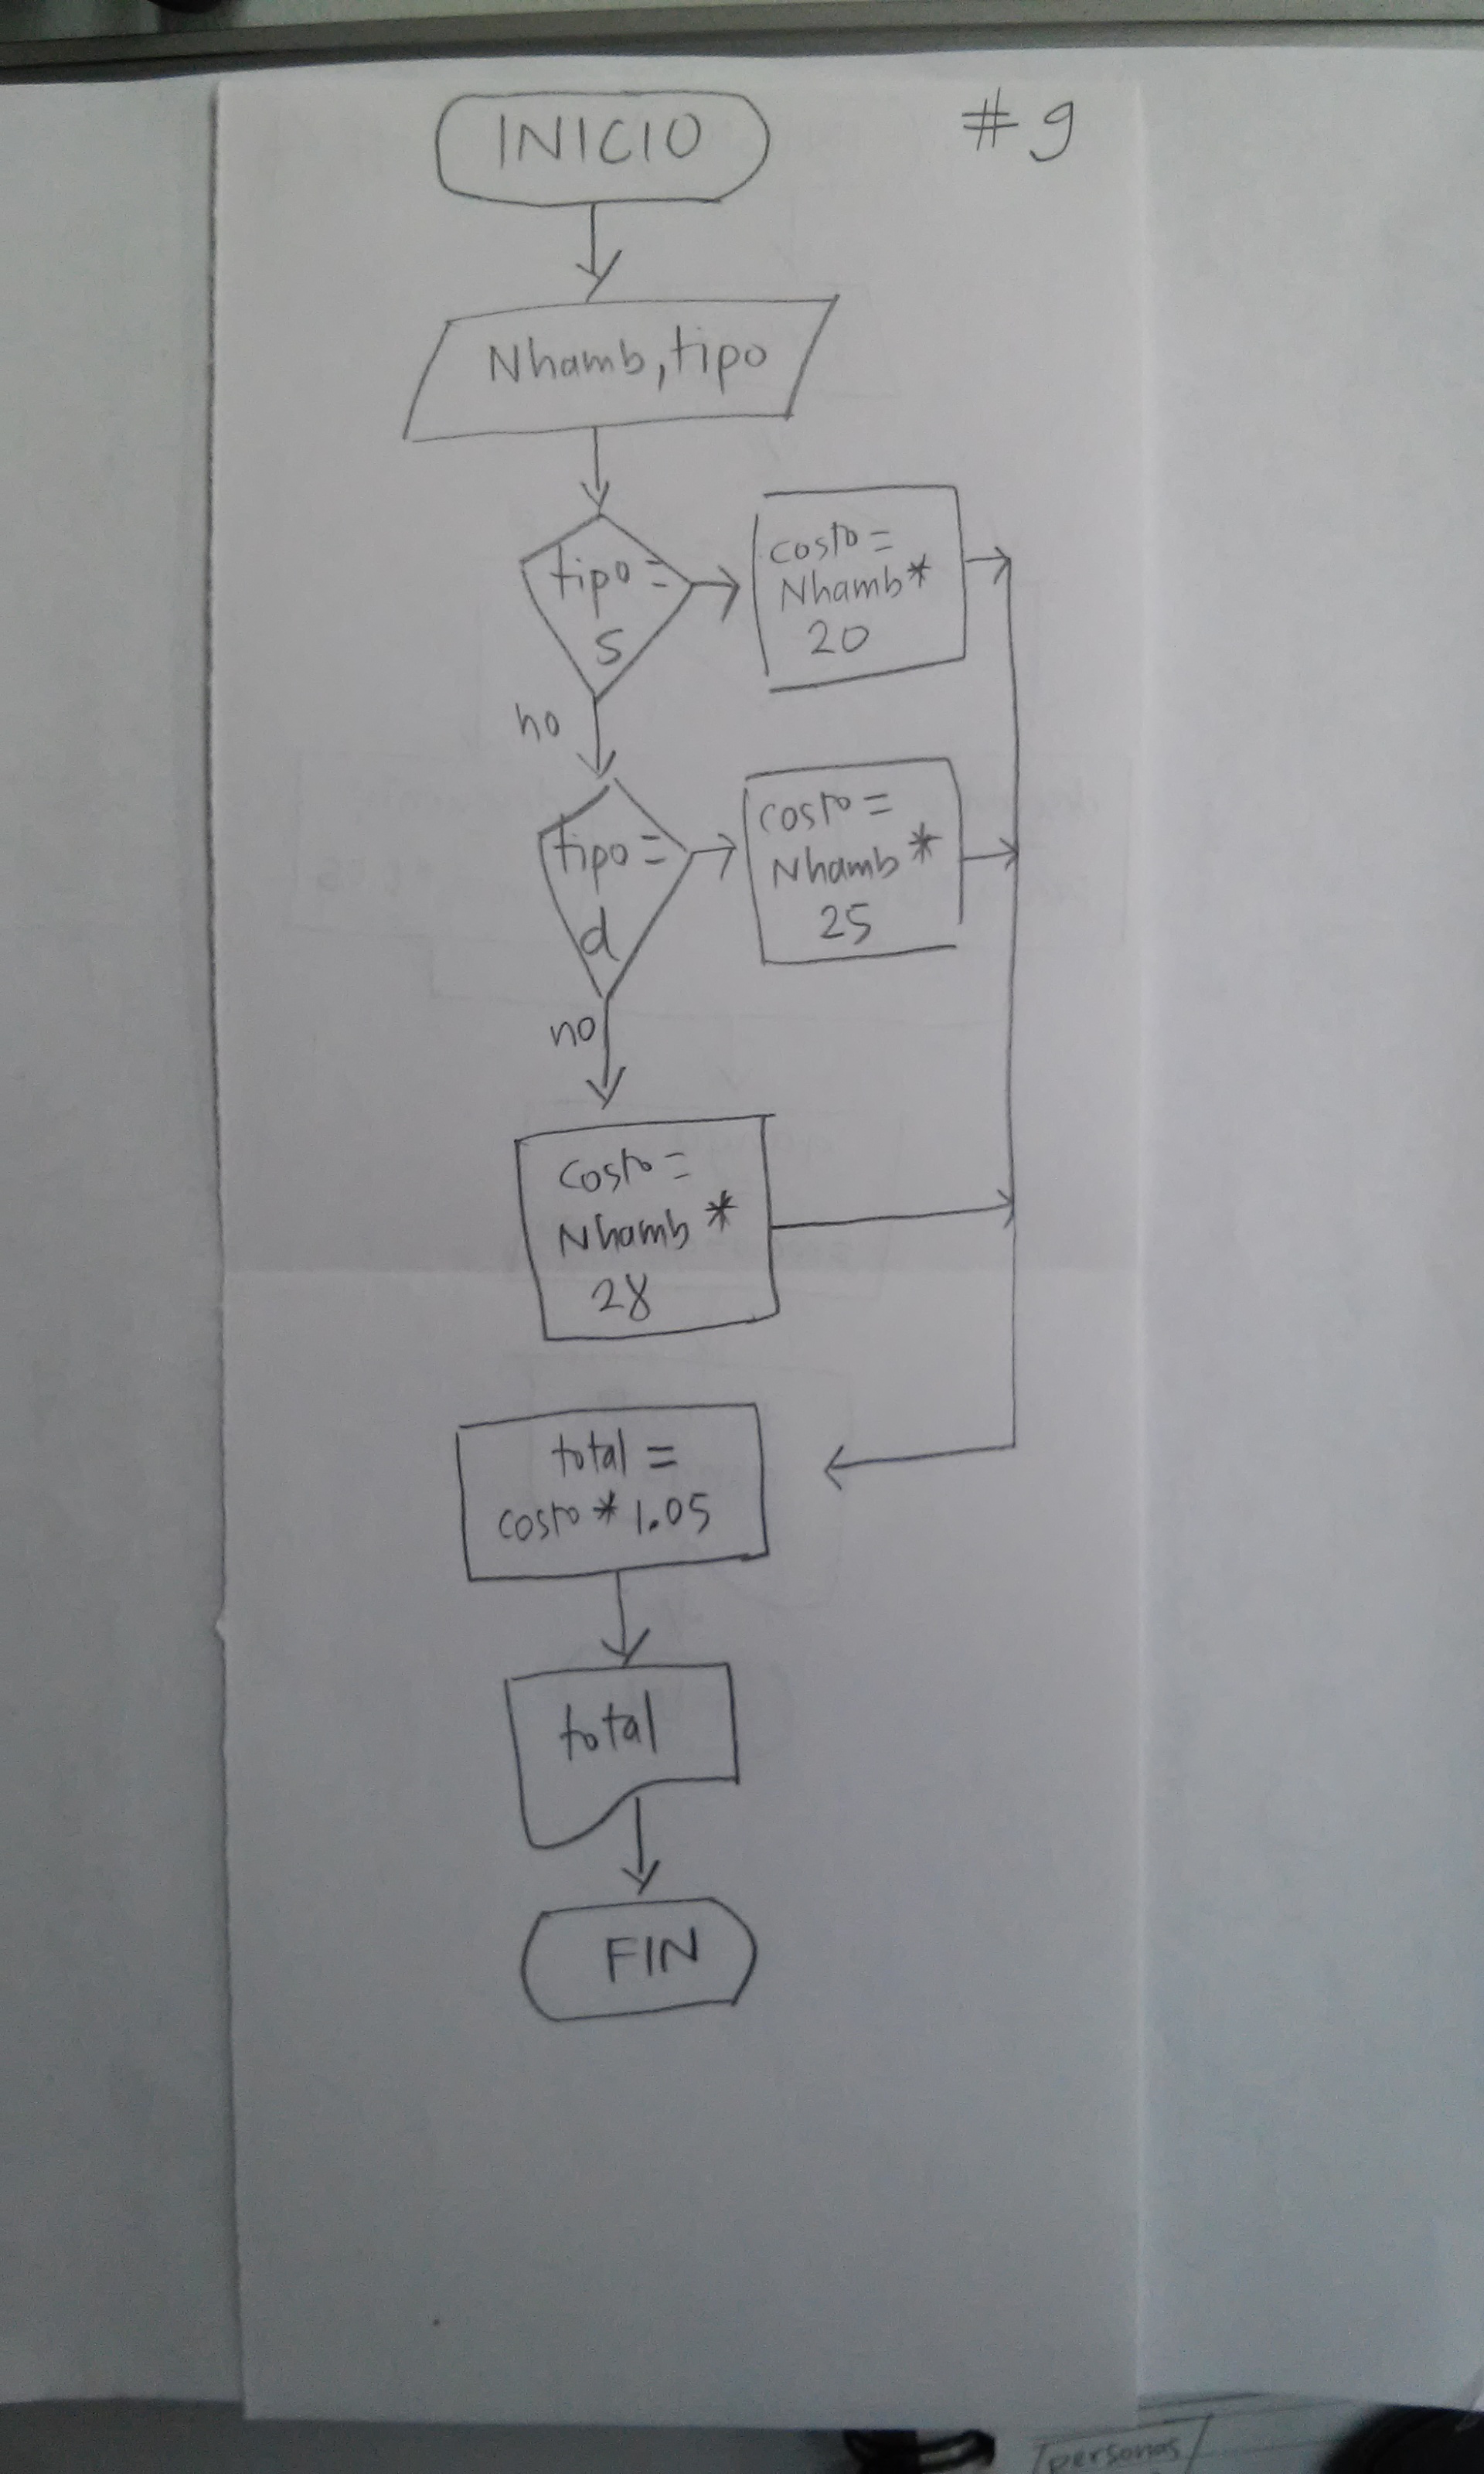 # 9
INICIO
Nhamb, tipo
tipo =
s
costo =
Nhamb *
20
no
tipo =
d
costo =
Nhamb *
25
no
costo =
Nhamb *
28
total =
costo * 1.05
total
FIN
personas